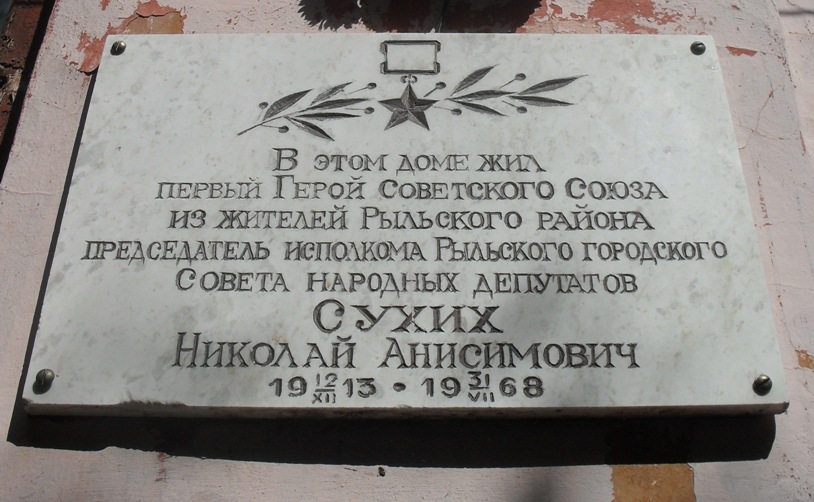 В этом доме жил
первый Герой Советского Союза
из жителей Рыльского района
председатель исполкома Рыльского городского
Совета народных депутатов
СУХИХ
Николай Анисимович
19 12/XII 13 • 19 31/VII 68